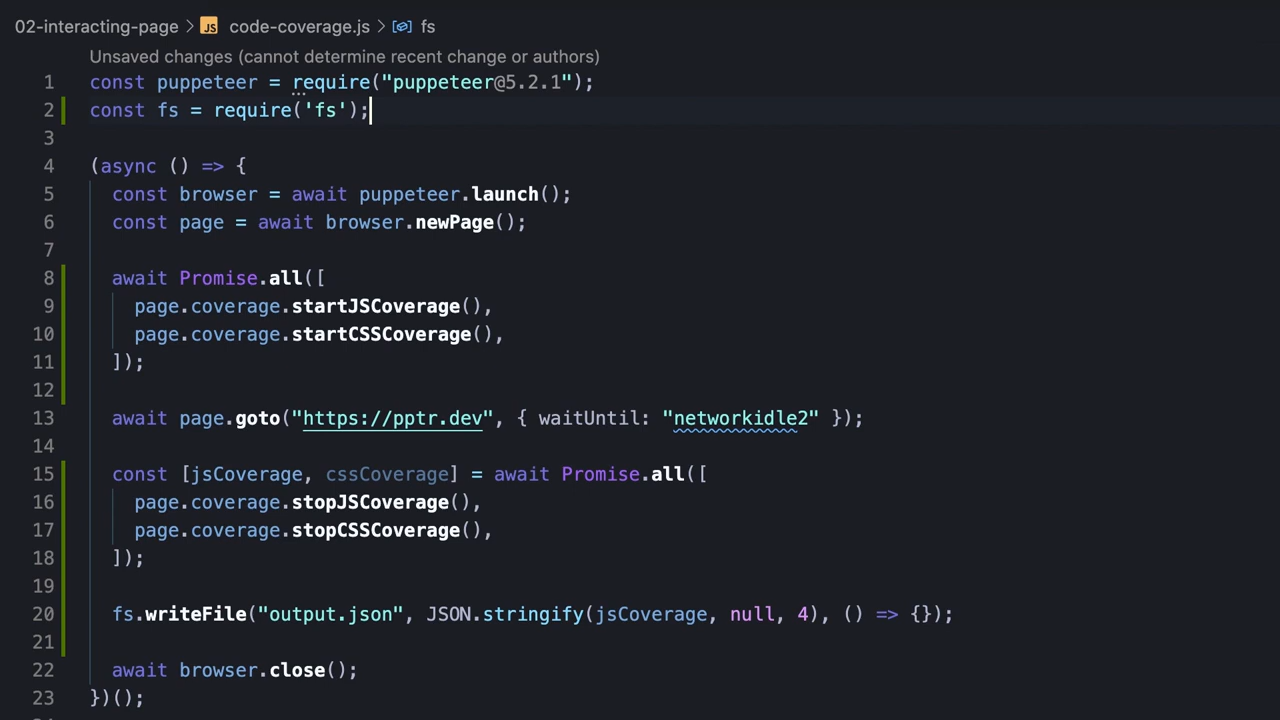 02-interacting-page > JS code-coverage.js > fs
Unsaved changes (cannot determine recent change or authors)
1 const puppeteer = require("puppeteer@5.2.1");
2 const fs = require('fs');
3
4 (async () => {
5   const browser = await puppeteer.launch();
6   const page = await browser.newPage();
7
8   await Promise.all([
9     page.coverage.startJSCoverage(),
10     page.coverage.startCSSCoverage(),
11   ]);
12
13   await page.goto("https://pptr.dev", { waitUntil: "networkidle2" });
14
15   const [jsCoverage, cssCoverage] = await Promise.all([
16     page.coverage.stopJSCoverage(),
17     page.coverage.stopCSSCoverage(),
18   ]);
19
20   fs.writeFile("output.json", JSON.stringify(jsCoverage, null, 4), () => {});
21
22   await browser.close();
23 })();